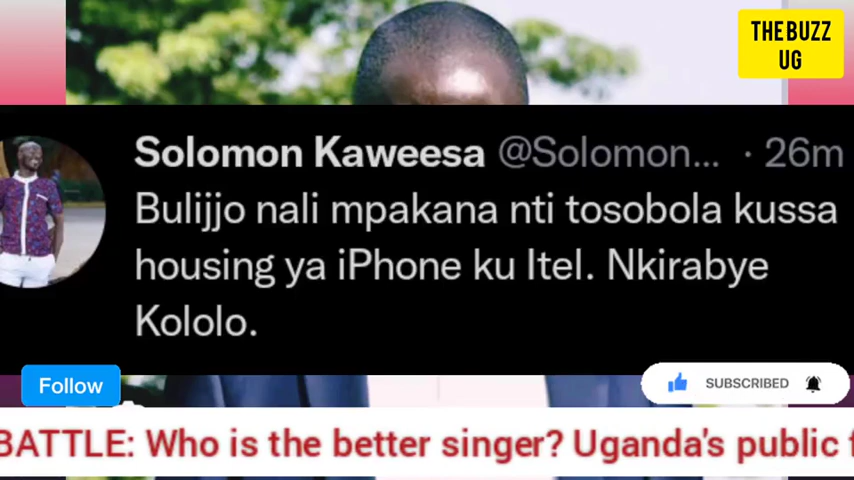 THE BUZZ
UG
Solomon Kaweesa @Solomon... · 26m
Bulijjo nali mpakana nti tosobola kussa
housing ya iPhone ku Itel. Nkirabye
Kololo.
Follow
SUBSCRIBED
BATTLE: Who is the better singer? Uganda's public